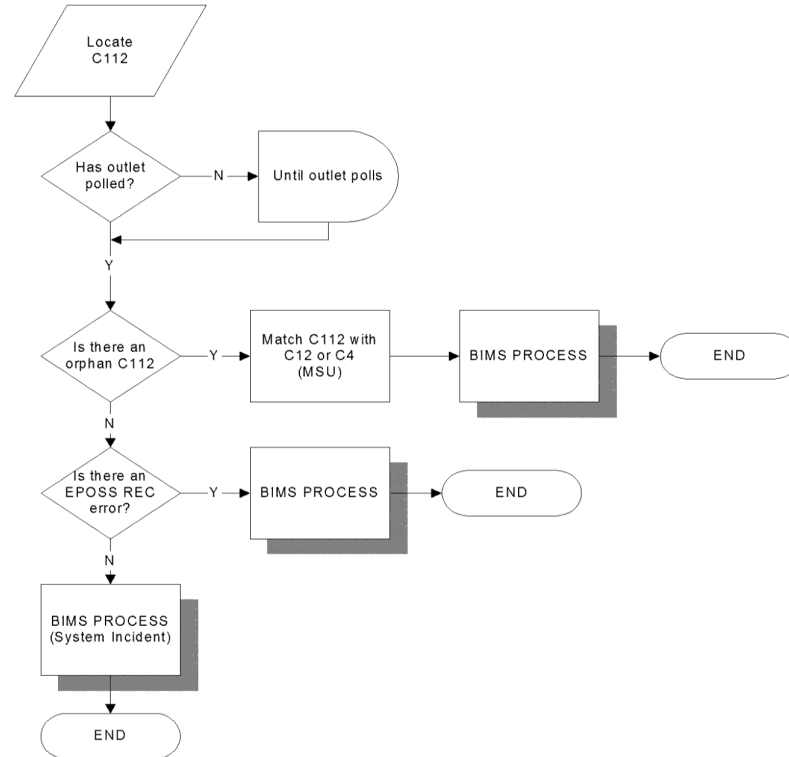 Locate
C112
Has outlet
polled?
N
Until outlet polls
Y
Is there an
orphan C112
Y
Match C112 with
C12 or C4
(MSU)
BIMS PROCESS
END
N
Is there an
EPOSS REC
error?
Y
BIMS PROCESS
END
N
BIMS PROCESS
(System Incident)
END